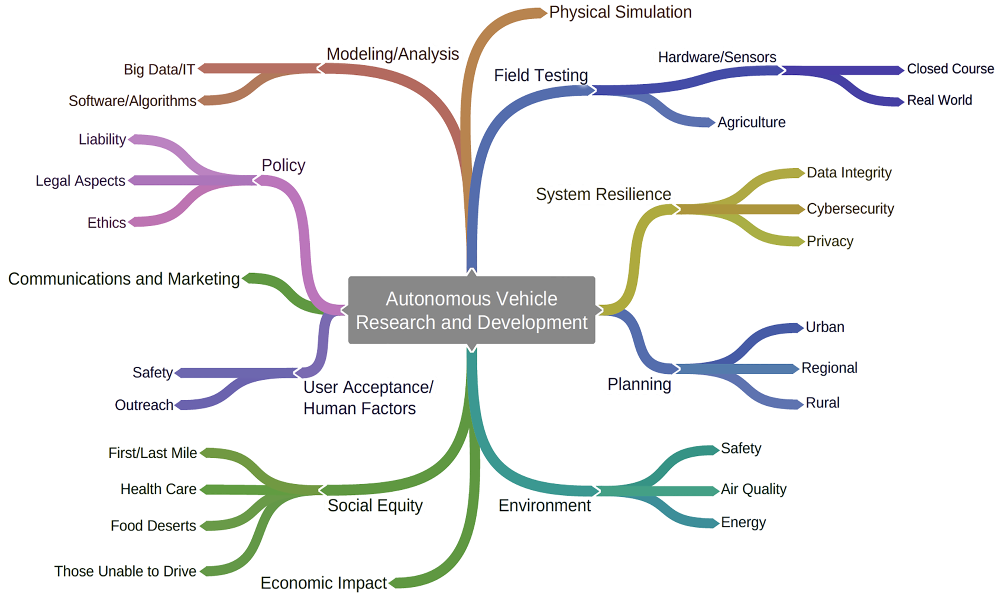 Physical Simulation
Modeling/Analysis
Big Data/IT
Software/Algorithms
Field Testing
Hardware/Sensors
Closed Course
Real World
Agriculture
Liability
Policy
Legal Aspects
Ethics
System Resilience
Data Integrity
Cybersecurity
Privacy
Communications and Marketing
Autonomous Vehicle
Research and Development
Urban
Regional
Planning
Rural
Safety
Outreach
User Acceptance/
Human Factors
First/Last Mile
Health Care
Social Equity
Food Deserts
Those Unable to Drive
Environment
Safety
Air Quality
Energy
Economic Impact